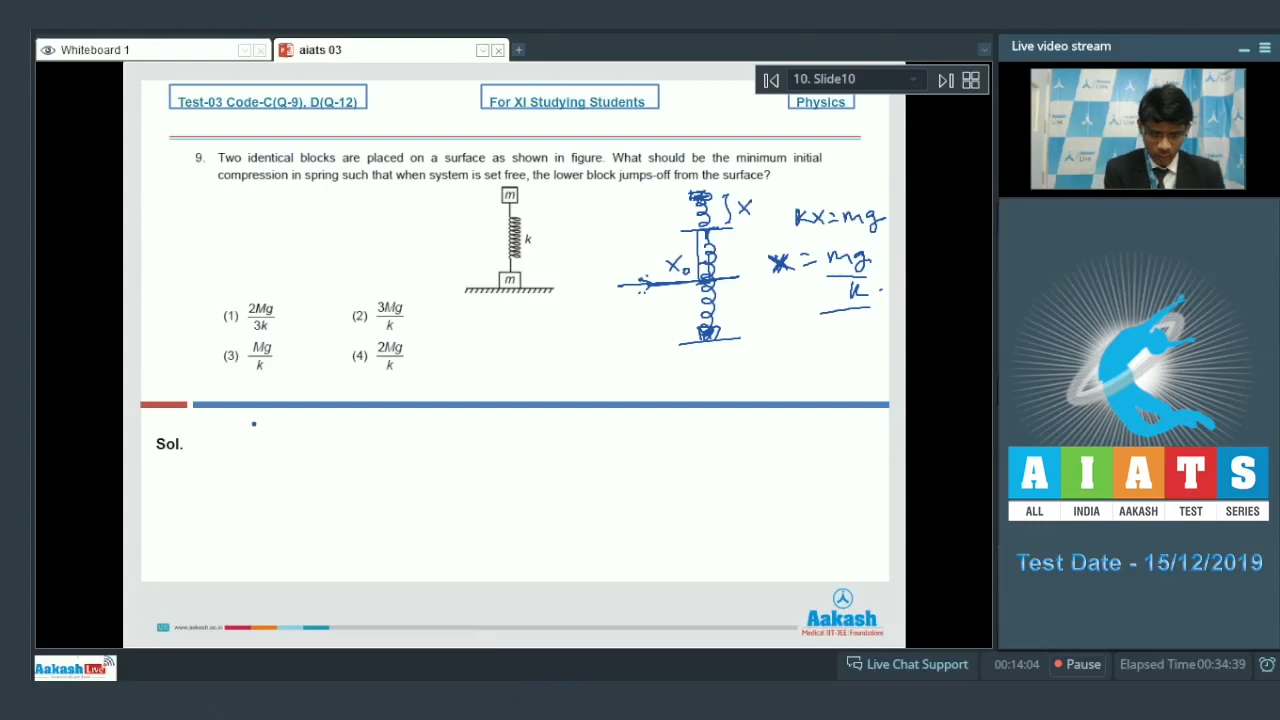 Whiteboard 1
aiats 03
Live video stream
10. Slide10
Test-03 Code-C(Q-9), D(Q-12)
For XI Studying Students
Physics
9. Two identical blocks are placed on a surface as shown in figure. What should be the minimum initial
compression in spring such that when system is set free, the lower block jumps-off from the surface?
m
k
m
x
x₀
kx = mg
x = mg/k
(1) 2Mg/3k
(2) 3Mg/k
(3) Mg/k
(4) 2Mg/k
Sol.
A I A T S
ALL INDIA AAKASH TEST SERIES
Test Date - 15/12/2019
www.aakash.ac.in
Aakash
Medical|IIT-JEE|Foundations
Aakash Live
Live Chat Support
00:14:04
Pause
Elapsed Time 00:34:39